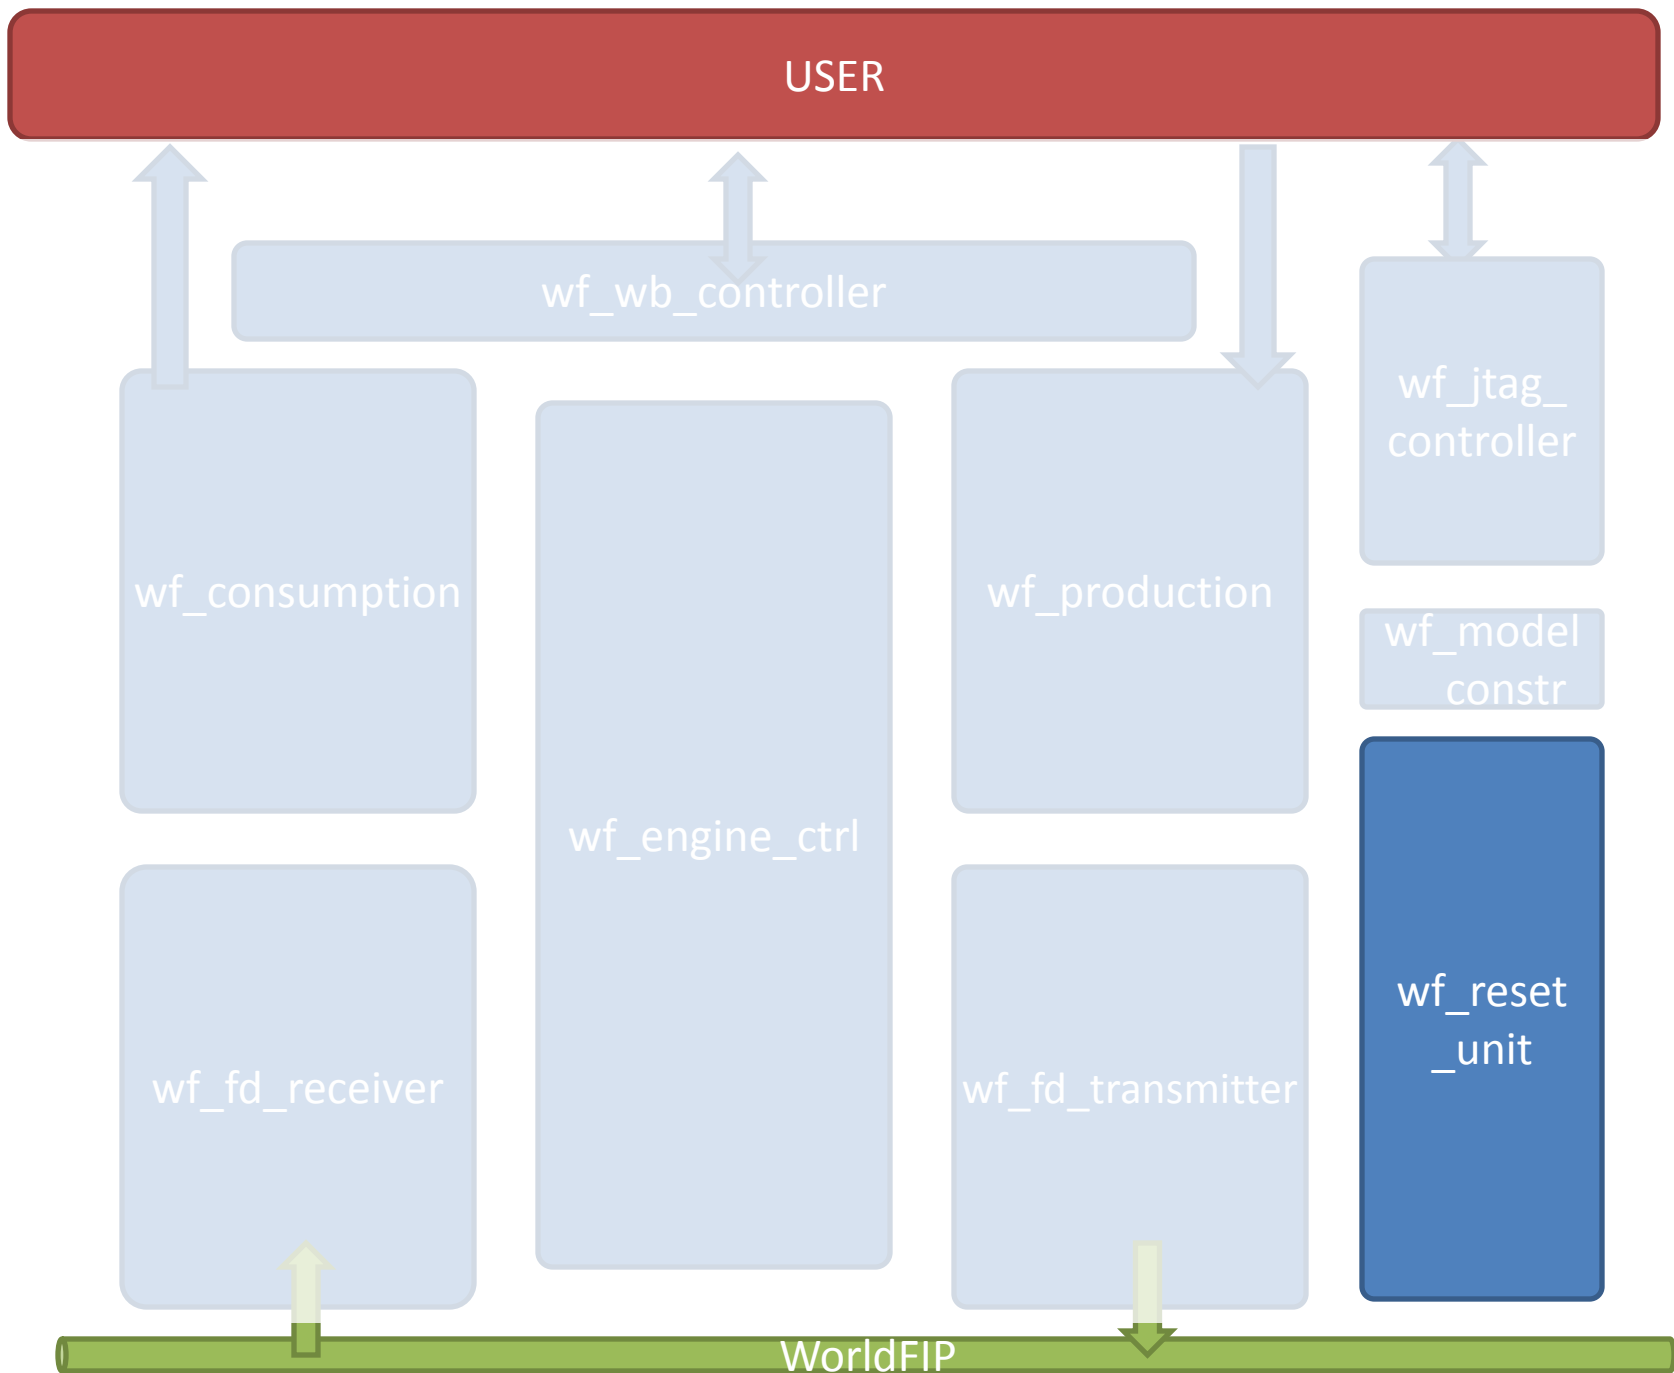 USER
wf_wb_controller
wf_jtag_
controller
wf_consumption
wf_production
wf_model
constr
wf_engine_ctrl
wf_reset
_unit
wf_fd_receiver
wf_fd_transmitter
WorldFIP